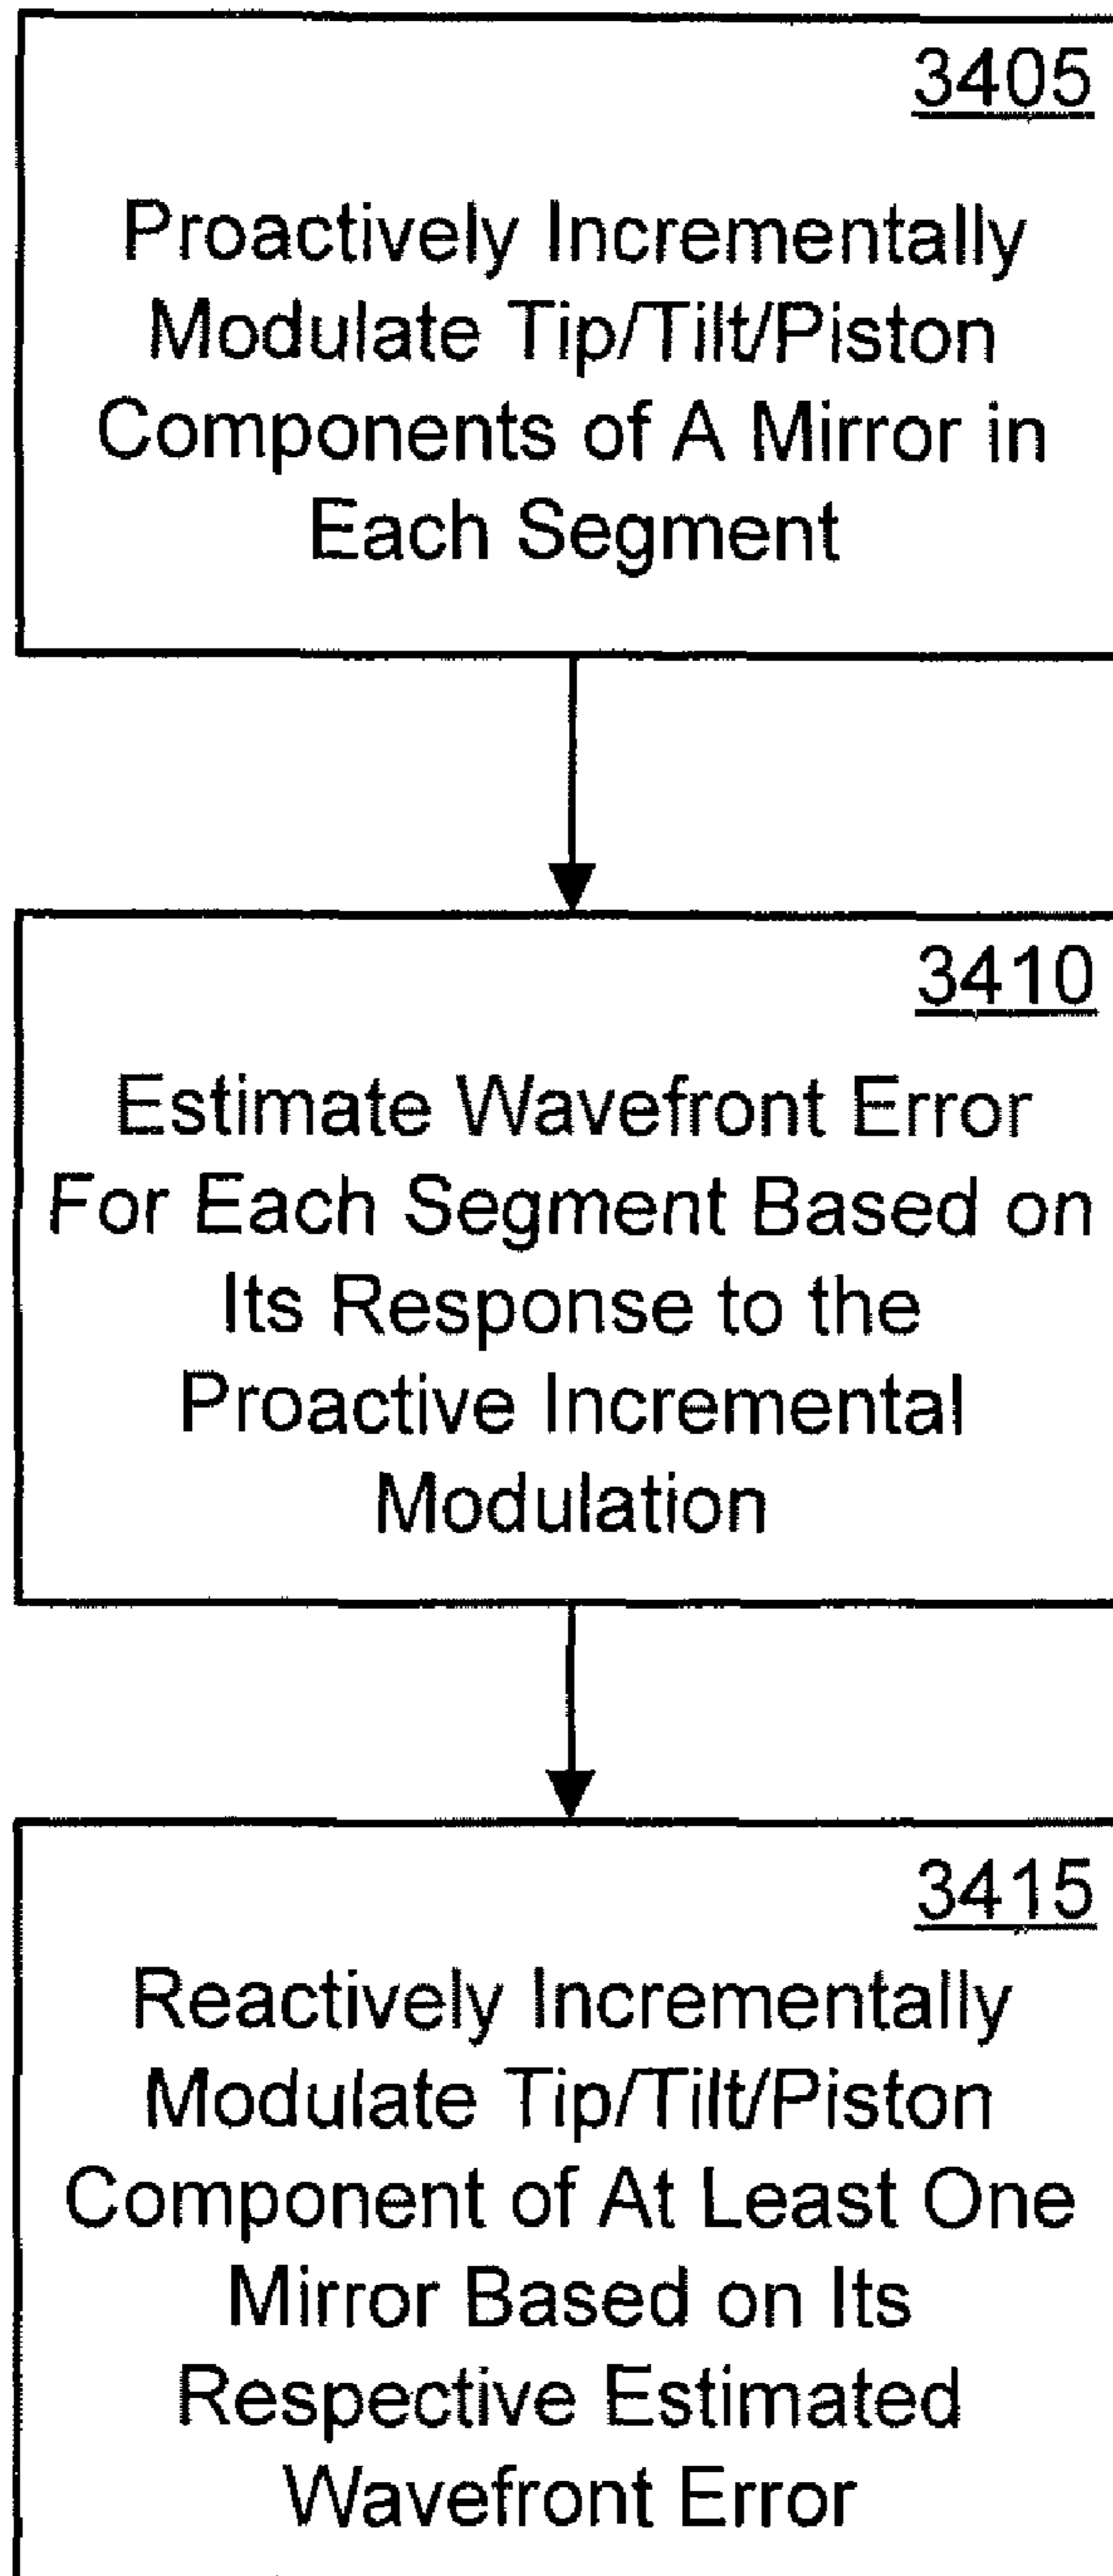 3405
Proactively Incrementally
Modulate Tip/Tilt/Piston
Components of A Mirror in
Each Segment
3410
Estimate Wavefront Error
For Each Segment Based on
Its Response to the
Proactive Incremental
Modulation
3415
Reactively Incrementally
Modulate Tip/Tilt/Piston
Component of At Least One
Mirror Based on Its
Respective Estimated
Wavefront Error